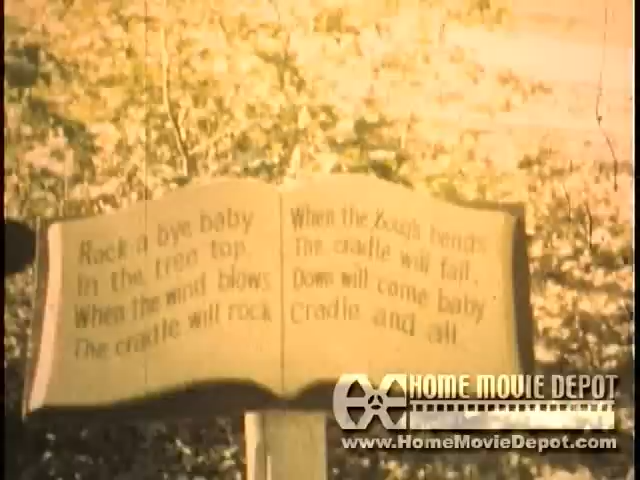 Rock a bye baby
In the tree top.
When the wind blows
The cradle will rock
When the bough bends
The cradle will fall.
Down will come baby
Cradle and all.
HOME MOVIE DEPOT
www.HomeMovieDepot.com